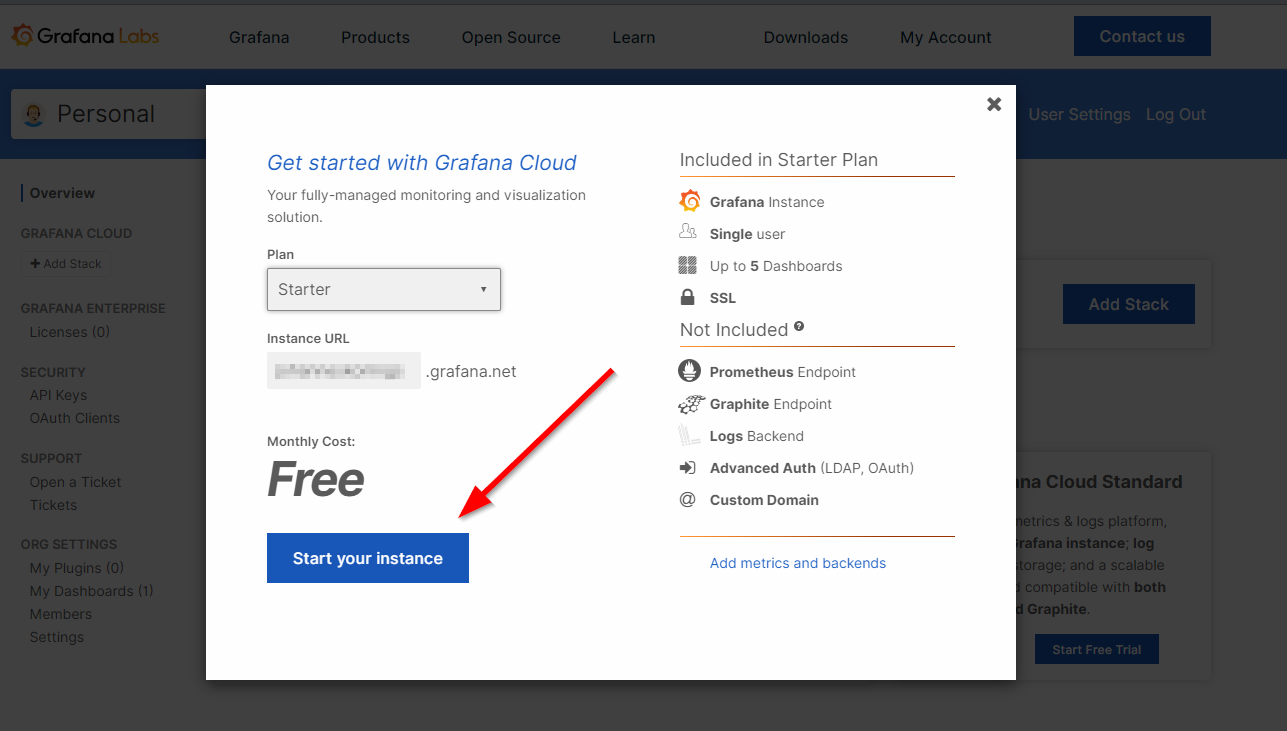 Grafana Labs
Grafana
Products
Open Source
Learn
Downloads
My Account
Contact us
Personal
User Settings
Log Out
Overview
GRAFANA CLOUD
+ Add Stack
GRAFANA ENTERPRISE
Licenses (0)
SECURITY
API Keys
OAuth Clients
SUPPORT
Open a Ticket
Tickets
ORG SETTINGS
My Plugins (0)
My Dashboards (1)
Members
Settings
Get started with Grafana Cloud
Your fully-managed monitoring and visualization
solution.
Plan
Starter
Instance URL
.grafana.net
Monthly Cost:
Free
Start your instance
Included in Starter Plan
Grafana Instance
Single user
Up to 5 Dashboards
SSL
Not Included
Prometheus Endpoint
Graphite Endpoint
Logs Backend
Advanced Auth (LDAP, OAuth)
Custom Domain
Add metrics and backends
Add Stack
Cloud Standard
metrics & logs platform,
Grafana instance; log
storage; and a scalable
compatible with both
Graphite.
Start Free Trial